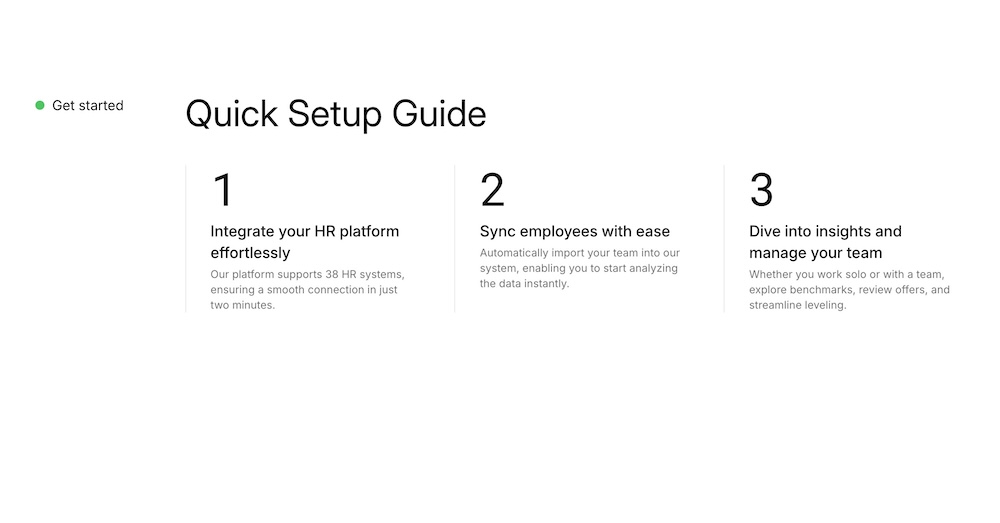 Get started
Quick Setup Guide
1
Integrate your HR platform
effortlessly
Our platform supports 38 HR systems,
ensuring a smooth connection in just
two minutes.
2
Sync employees with ease
Automatically import your team into our
system, enabling you to start analyzing
the data instantly.
3
Dive into insights and
manage your team
Whether you work solo or with a team,
explore benchmarks, review offers, and
streamline leveling.